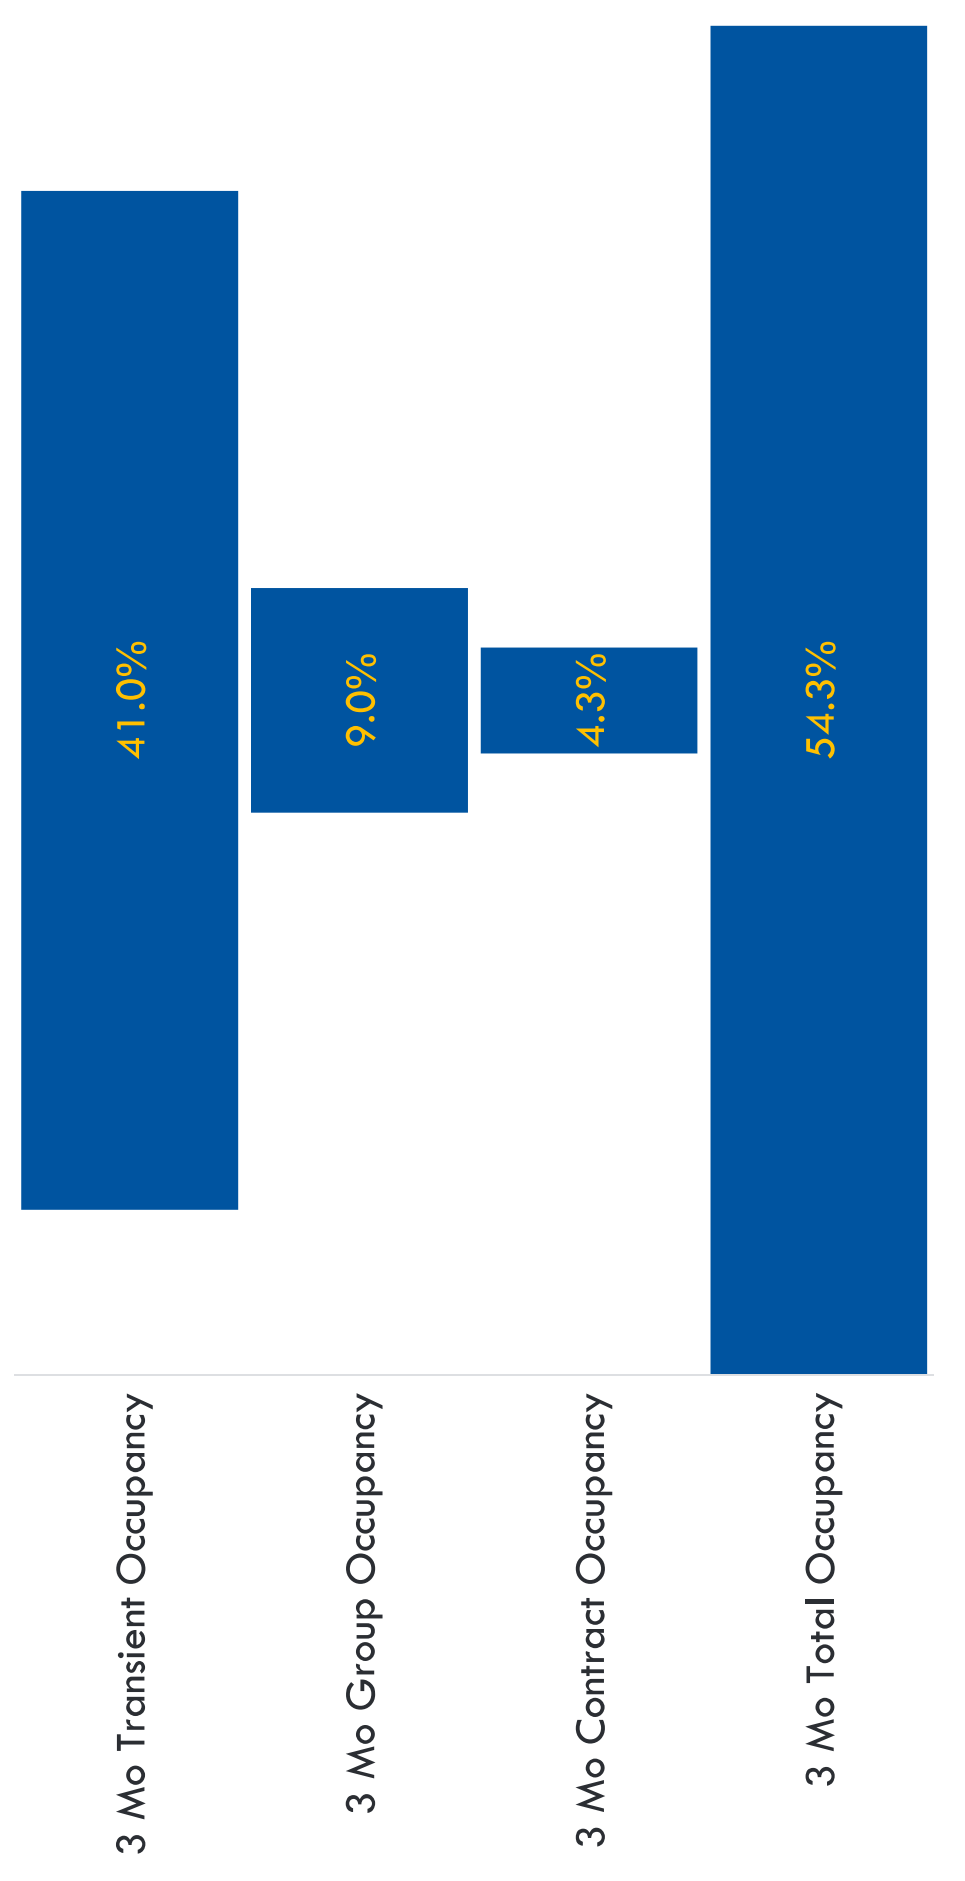 3 Mo Transient Occupancy
41.0%
3 Mo Group Occupancy
9.0%
3 Mo Contract Occupancy
4.3%
3 Mo Total Occupancy
54.3%